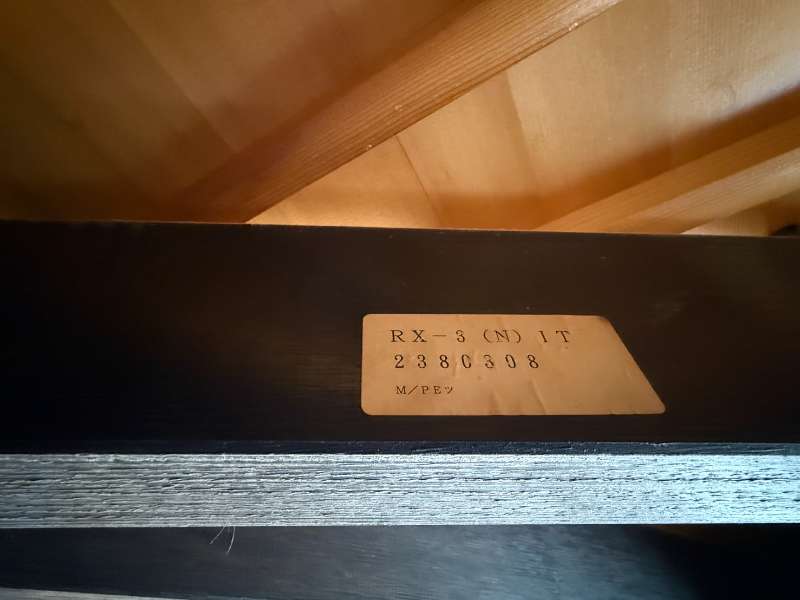 RX－3（N）IT
2380308
M／PEツ